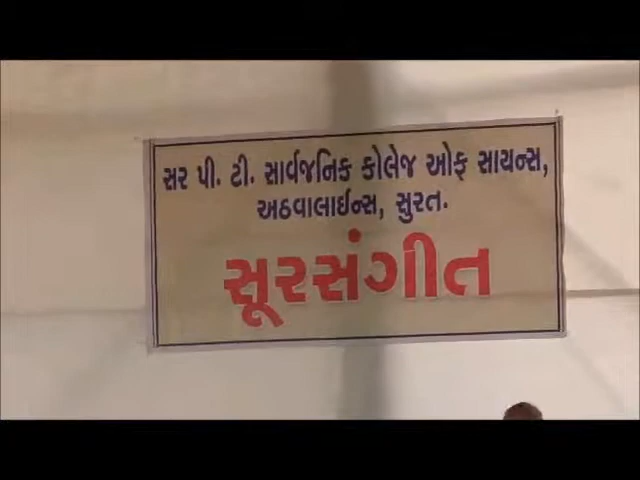 સર પી. ટી. સાર્વજનિક કોલેજ ઓફ સાયન્સ,
અઠવાલાઈન્સ, સુરત.
સૂરસંગીત